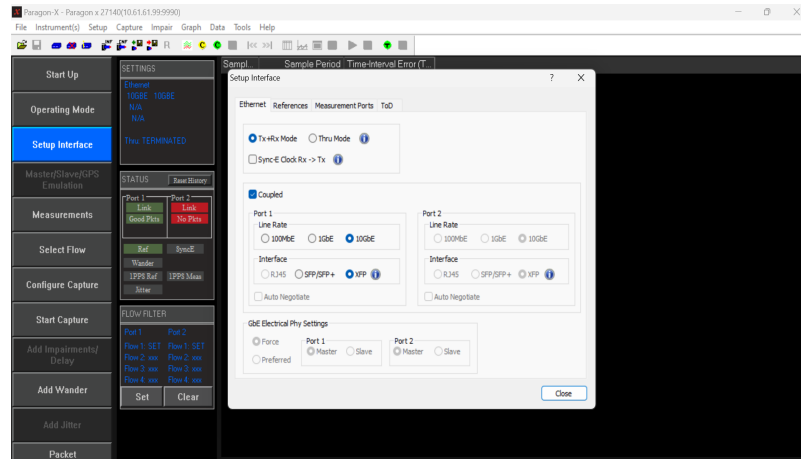 Paragon-X - Paragon x 27140(10.61.61.99:9990)
File Instrument(s) Setup Capture Impair Graph Data Tools Help
R C C
Start Up
Operating Mode
Setup Interface
Master/Slave/GPS
Emulation
Measurements
Select Flow
Configure Capture
Start Capture
Add Impairments/
Delay
Add Wander
Add Jitter
Packet
SETTINGS
Ethernet
10GBE 10GBE
N/A
N/A
Thru: TERMINATED
STATUS Reset History
Port 1 Port 2
Link Link
Good Pkts No Pkts
Ref SyncE
Wander
1PPS Ref 1PPS Meas
Jitter
FLOW FILTER
Port 1 Port 2
Flow 1: SET Flow 1: SET
Flow 2: xxx Flow 2: xxx
Flow 3: xxx Flow 3: xxx
Flow 4: xxx Flow 4: xxx
Set Clear
Sampl... Sample Period Time-Interval Error (T...
Setup Interface ? X
Ethernet References Measurement Ports ToD
Tx+Rx Mode Thru Mode
Sync-E Clock Rx -> Tx
Coupled
Port 1 Port 2
Line Rate Line Rate
100MbE 1GbE 10GbE 100MbE 1GbE 10GbE
Interface Interface
RJ45 SFP/SFP+ XFP RJ45 SFP/SFP+ XFP
Auto Negotiate Auto Negotiate
GbE Electrical Phy Settings
Force Port 1 Port 2
Master Slave Master Slave
Preferred
Close